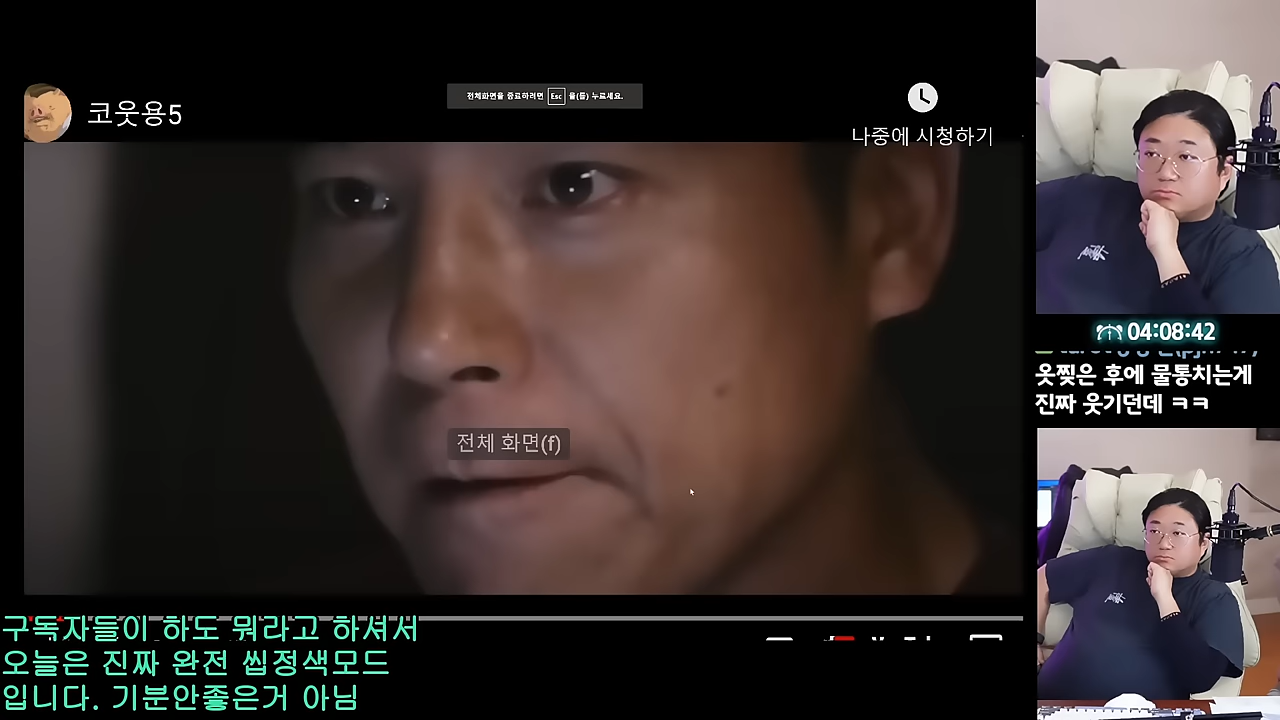 코웃용5
전체화면을 종료하려면 Esc 을(를) 누르세요.
나중에 시청하기
전체 화면(f)
구독자들이 하도 뭐라고 하셔서
오늘은 진짜 완전 씹정색모드
입니다. 기분안좋은거 아님
04:08:42
옷찢은 후에 물통치는게
진짜 웃기던데 ㅋㅋ